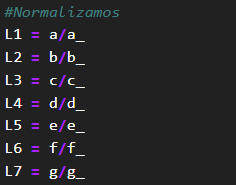 #Normalizamos
L1 = a/a_
L2 = b/b_
L3 = c/c_
L4 = d/d_
L5 = e/e_
L6 = f/f_
L7 = g/g_